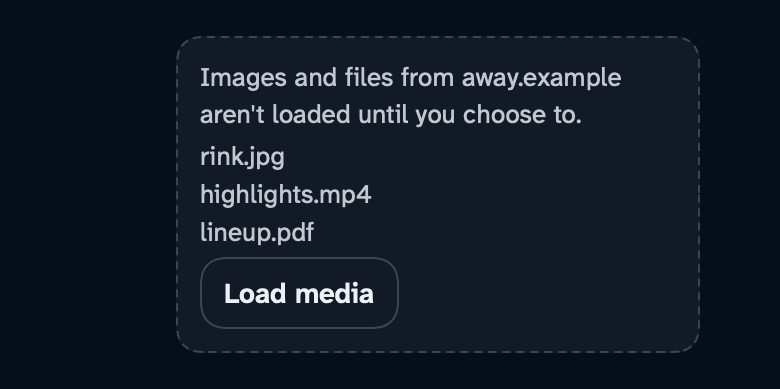 Images and files from away.example
aren't loaded until you choose to.
rink.jpg
highlights.mp4
lineup.pdf
Load media